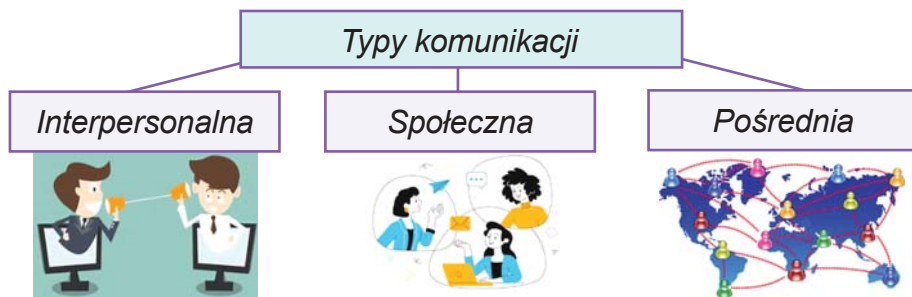 Typy komunikacji
Interpersonalna
Społeczna
Pośrednia